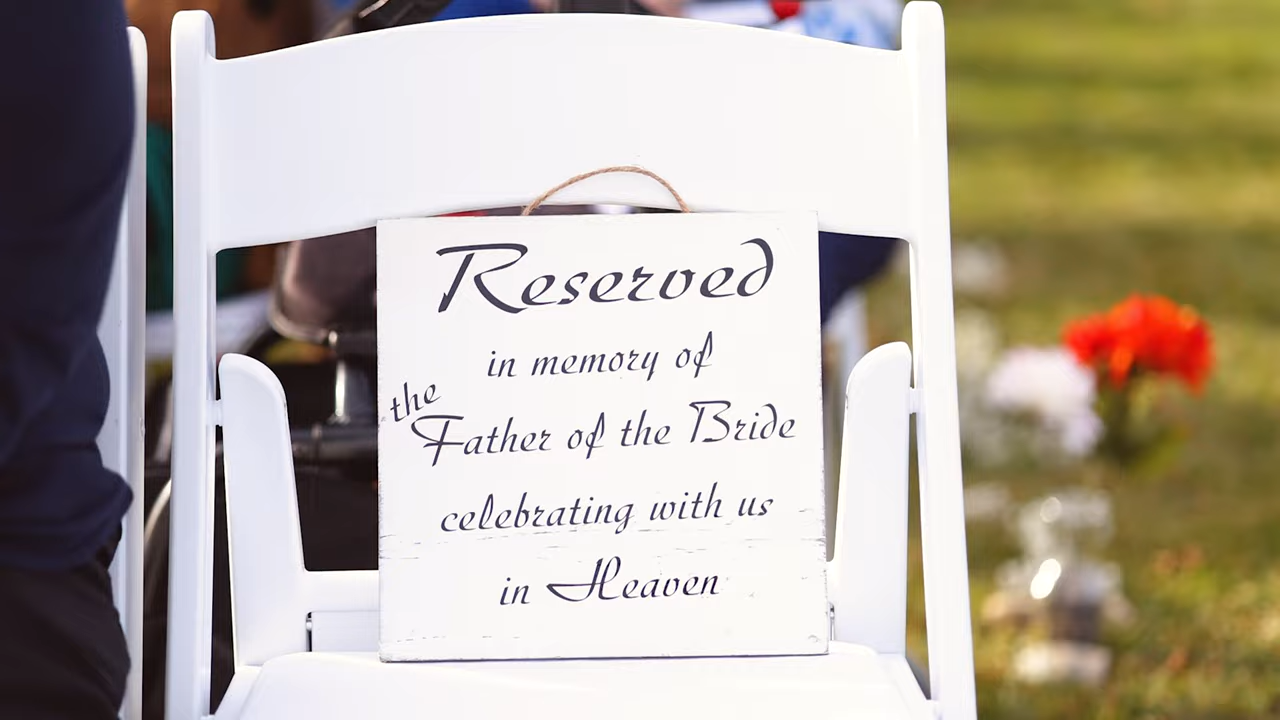 Reserved
in memory of
the
Father of the Bride
celebrating with us
in Heaven